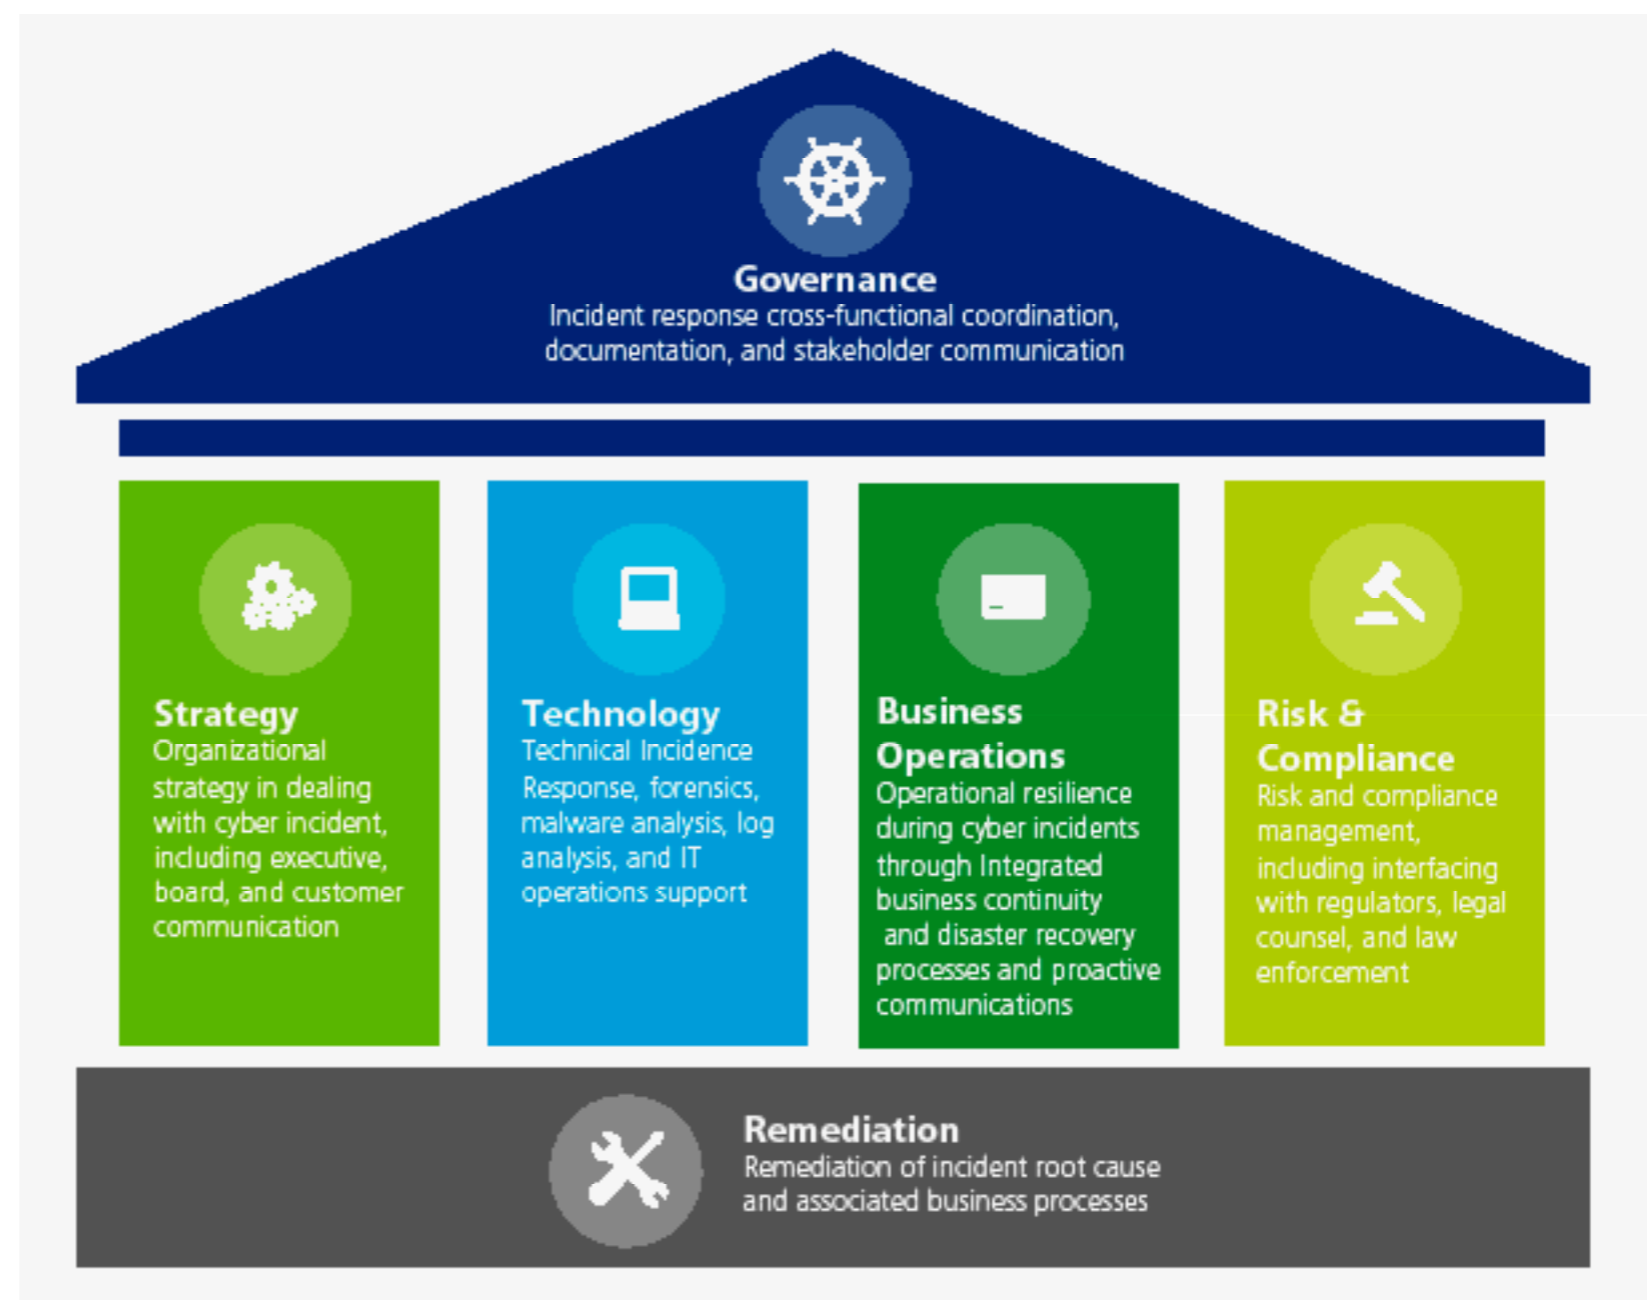 Governance
Incident response cross-functional coordination,
documentation, and stakeholder communication
Strategy
Organizational
strategy in dealing
with cyber incident,
including executive,
board, and customer
communication
Technology
Technical Incidence
Response, forensics,
malware analysis, log
analysis, and IT
operations support
Business
Operations
Operational resilience
during cyber incidents
through Integrated
business continuity
and disaster recovery
processes and proactive
communications
Risk &
Compliance
Risk and compliance
management,
including interfacing
with regulators, legal
counsel, and law
enforcement
Remediation
Remediation of incident root cause
and associated business processes